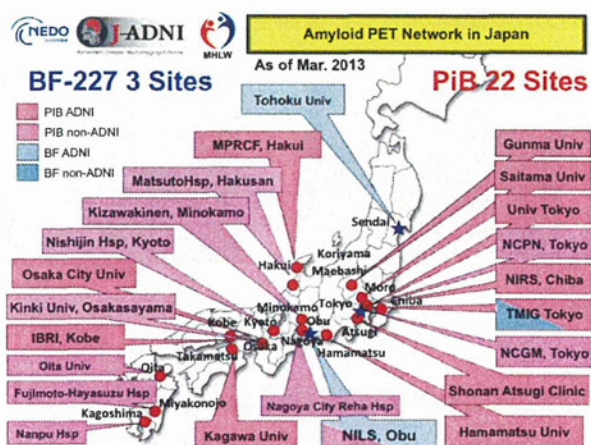 NEDO
J-ADNI
MHLW
Amyloid PET Network in Japan
As of Mar. 2013
BF-227 3 Sites
PiB 22 Sites
PIB ADNI
PIB non-ADNI
BF ADNI
BF non-ADNI
Tohoku Univ
MPRCF, Hakui
MatsutoHsp, Hakusan
Kizawakinen, Minokamo
Nishijin Hsp, Kyoto
Osaka City Univ
Kinki Univ, Osakasayama
IBRI, Kobe
Oita Univ
Fujimoto-Hayasuzu Hsp
Nanpu Hsp
Gunma Univ
Saitama Univ
Univ Tokyo
NCPN, Tokyo
NIRS, Chiba
TMIG Tokyo
NCGM, Tokyo
Shonan Atsugi Clinic
Hamamatsu Univ
Nagoya City Reha Hsp
NILS, Obu
Kagawa Univ
Sendai
Koriyama
Hakui
Maebashi
Moro
Minokamo
Tokyo
Chiba
Kobe
Kyoto
Obu
Atsugi
Takamatsu
Osaka
Nagoya
Hamamatsu
Oita
Miyakonojo
Kagoshima